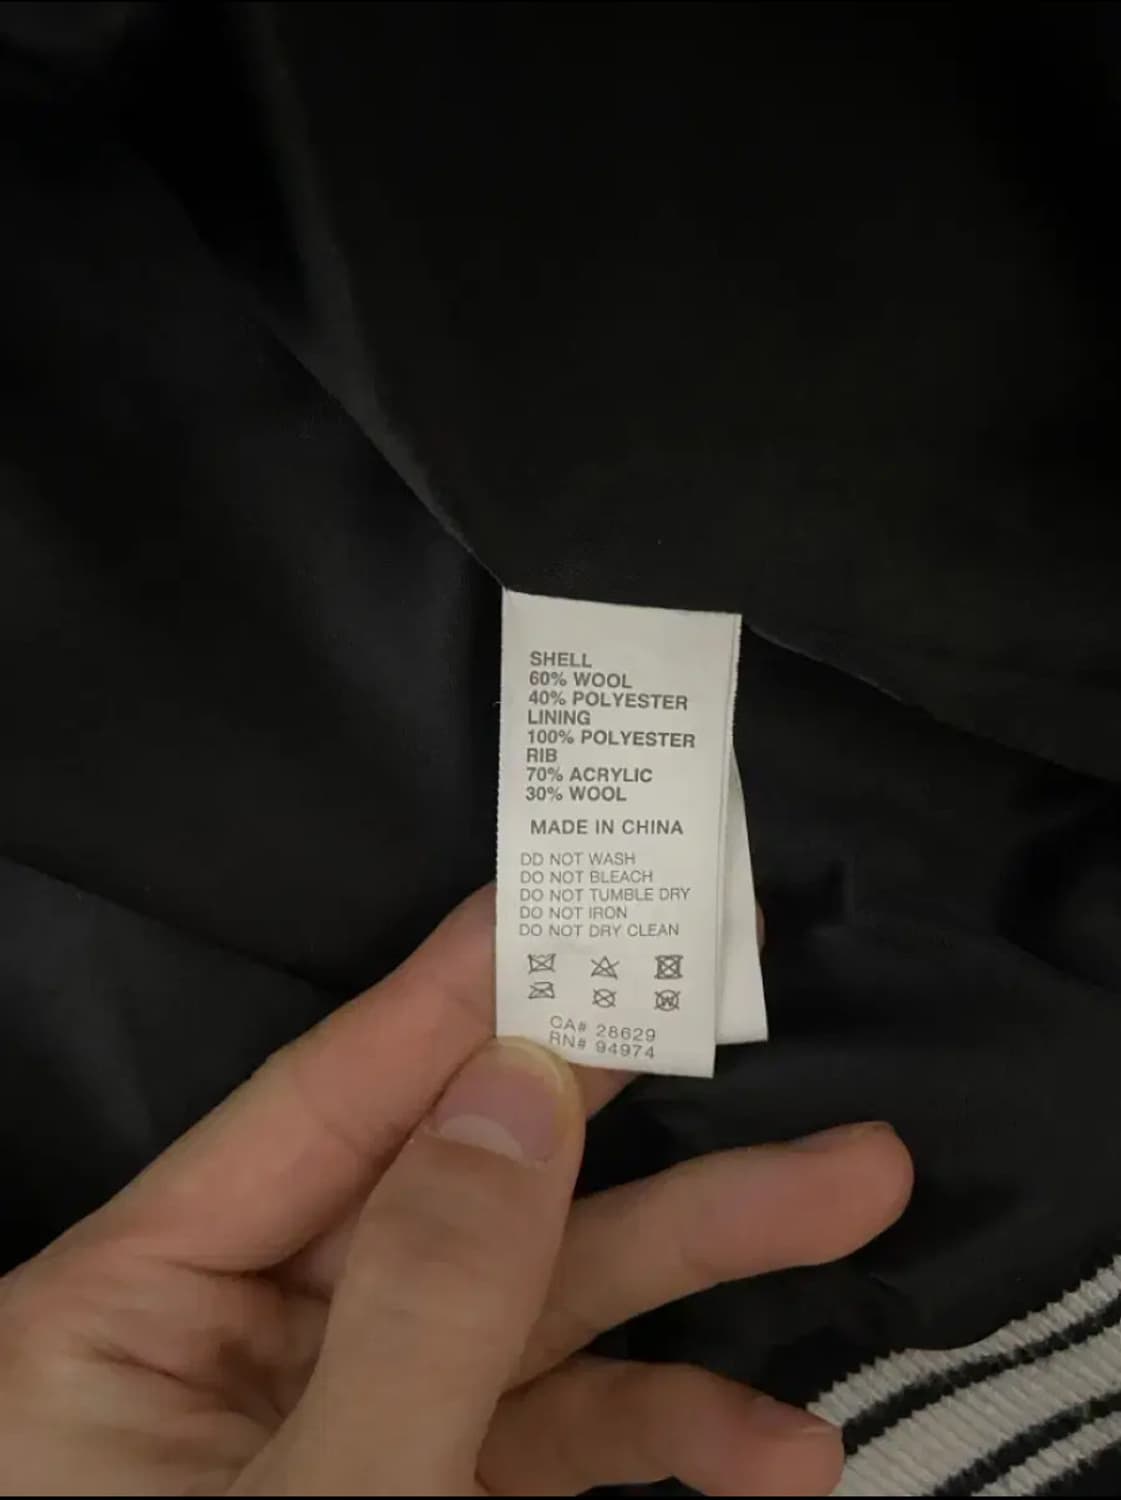 SHELL
60% WOOL
40% POLYESTER
LINING
100% POLYESTER
RIB
70% ACRYLIC
30% WOOL
MADE IN CHINA
DO NOT WASH
DO NOT BLEACH
DO NOT TUMBLE DRY
DO NOT IRON
DO NOT DRY CLEAN
W
CA# 28629
RN# 94974